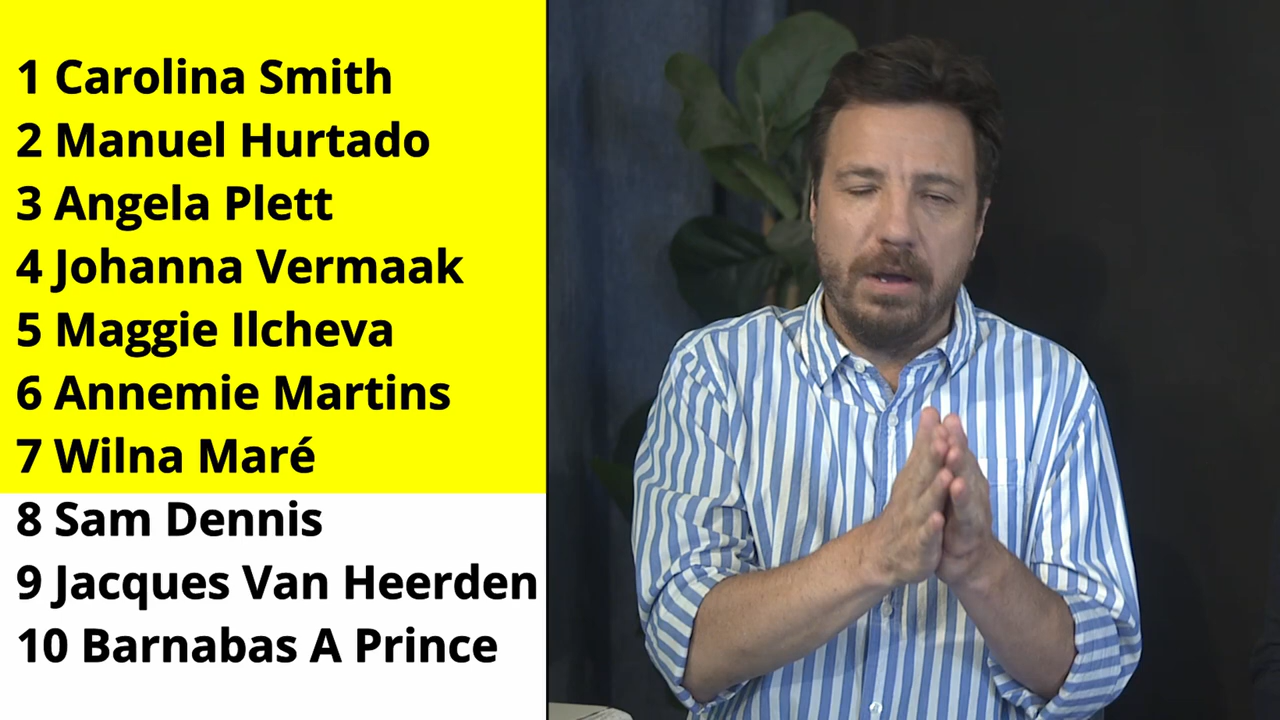 1 Carolina Smith
2 Manuel Hurtado
3 Angela Plett
4 Johanna Vermaak
5 Maggie Ilcheva
6 Annemie Martins
7 Wilna Maré
8 Sam Dennis
9 Jacques Van Heerden
10 Barnabas A Prince